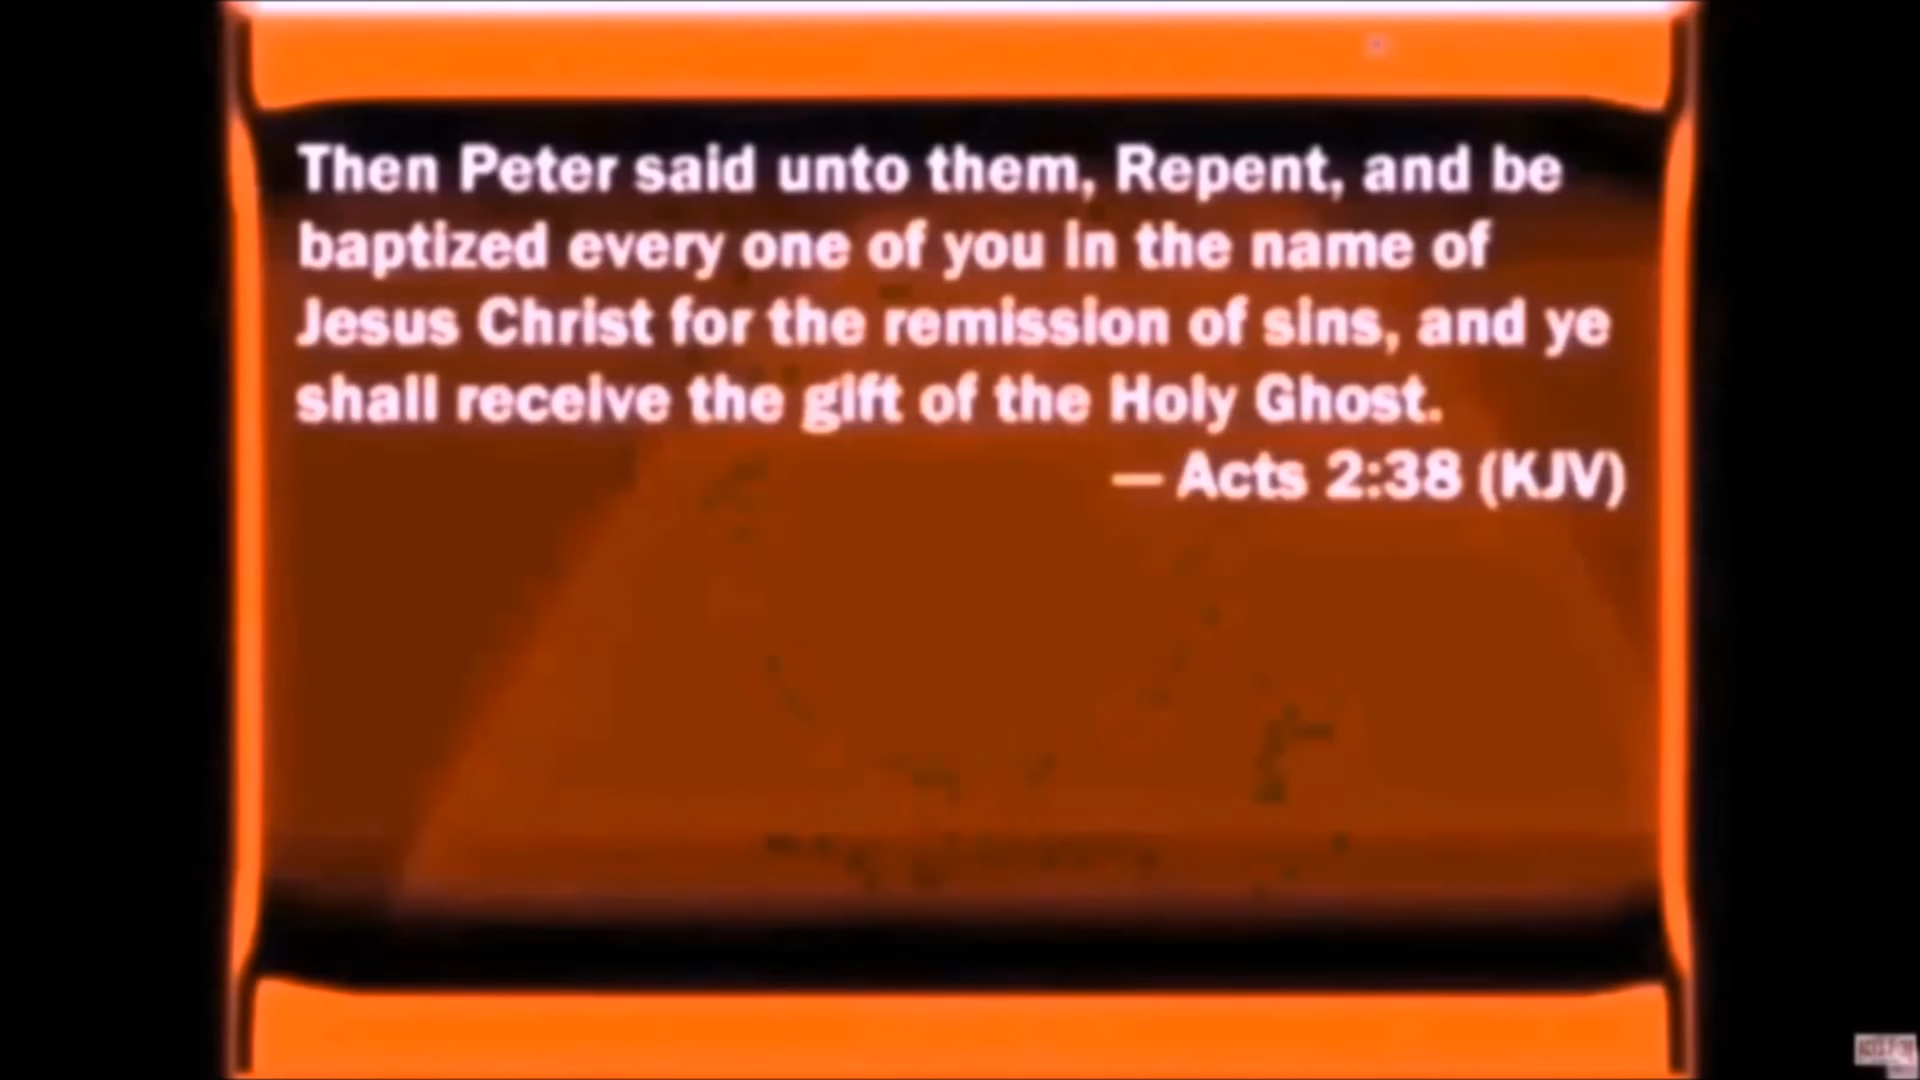 Then Peter said unto them, Repent, and be
baptized every one of you in the name of
Jesus Christ for the remission of sins, and ye
shall receive the gift of the Holy Ghost.
— Acts 2:38 (KJV)